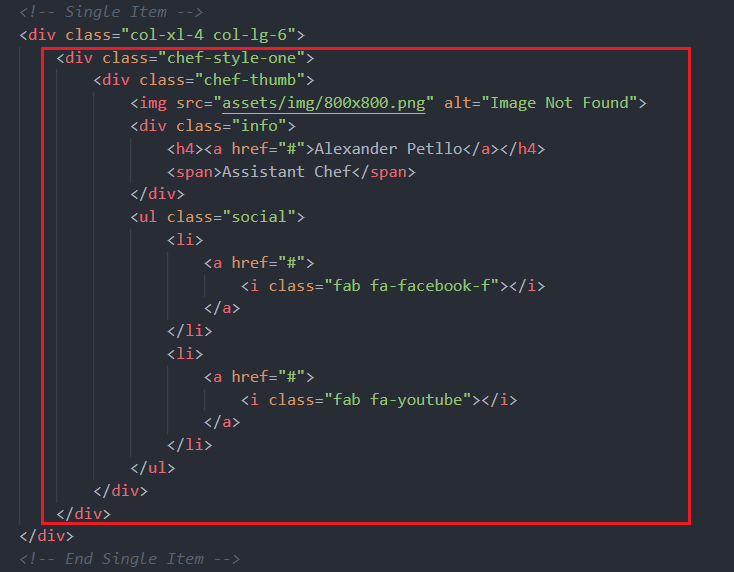 <!-- Single Item -->
<div class="col-xl-4 col-lg-6">
<div class="chef-style-one">
<div class="chef-thumb">
<img src="assets/img/800x800.png" alt="Image Not Found">
<div class="info">
<h4><a href="#">Alexander Petllo</a></h4>
<span>Assistant Chef</span>
</div>
<ul class="social">
<li>
<a href="#">
<i class="fab fa-facebook-f"></i>
</a>
</li>
<li>
<a href="#">
<i class="fab fa-youtube"></i>
</a>
</li>
</ul>
</div>
</div>
</div>
<!-- End Single Item -->